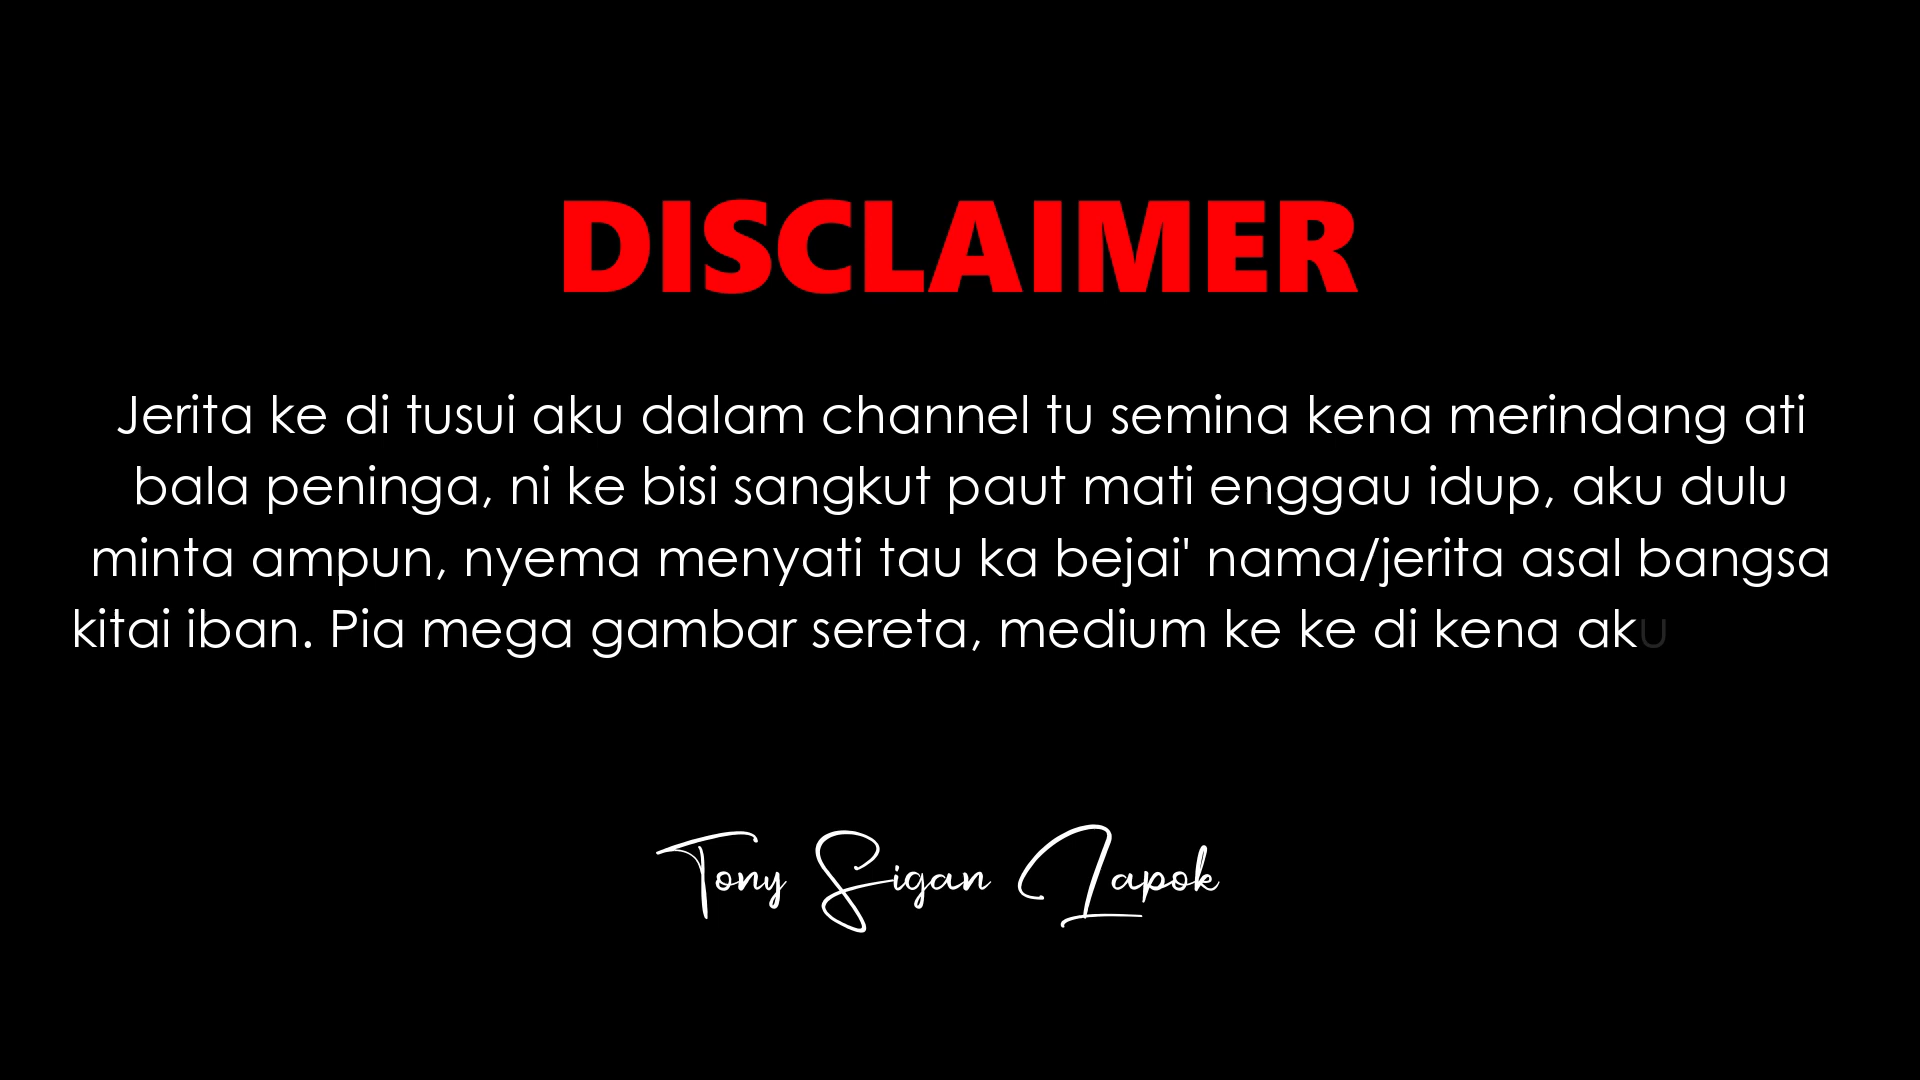 DISCLAIMER
Jerita ke di tusui aku dalam channel tu semina kena merindang ati
bala peninga, ni ke bisi sangkut paut mati enggau idup, aku dulu
minta ampun, nyema menyati tau ka bejai' nama/jerita asal bangsa
kitai iban. Pia mega gambar sereta, medium ke ke di kena aku
Tony Sigan Lapok